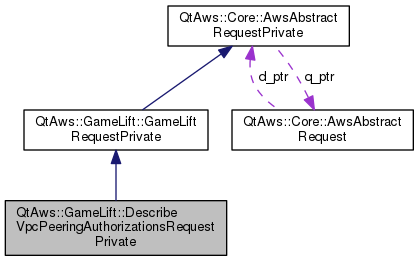 QtAws::Core::AwsAbstract
RequestPrivate
d_ptr
q_ptr
QtAws::GameLift::GameLift
RequestPrivate
QtAws::Core::AwsAbstract
Request
QtAws::GameLift::Describe
VpcPeeringAuthorizationsRequest
Private